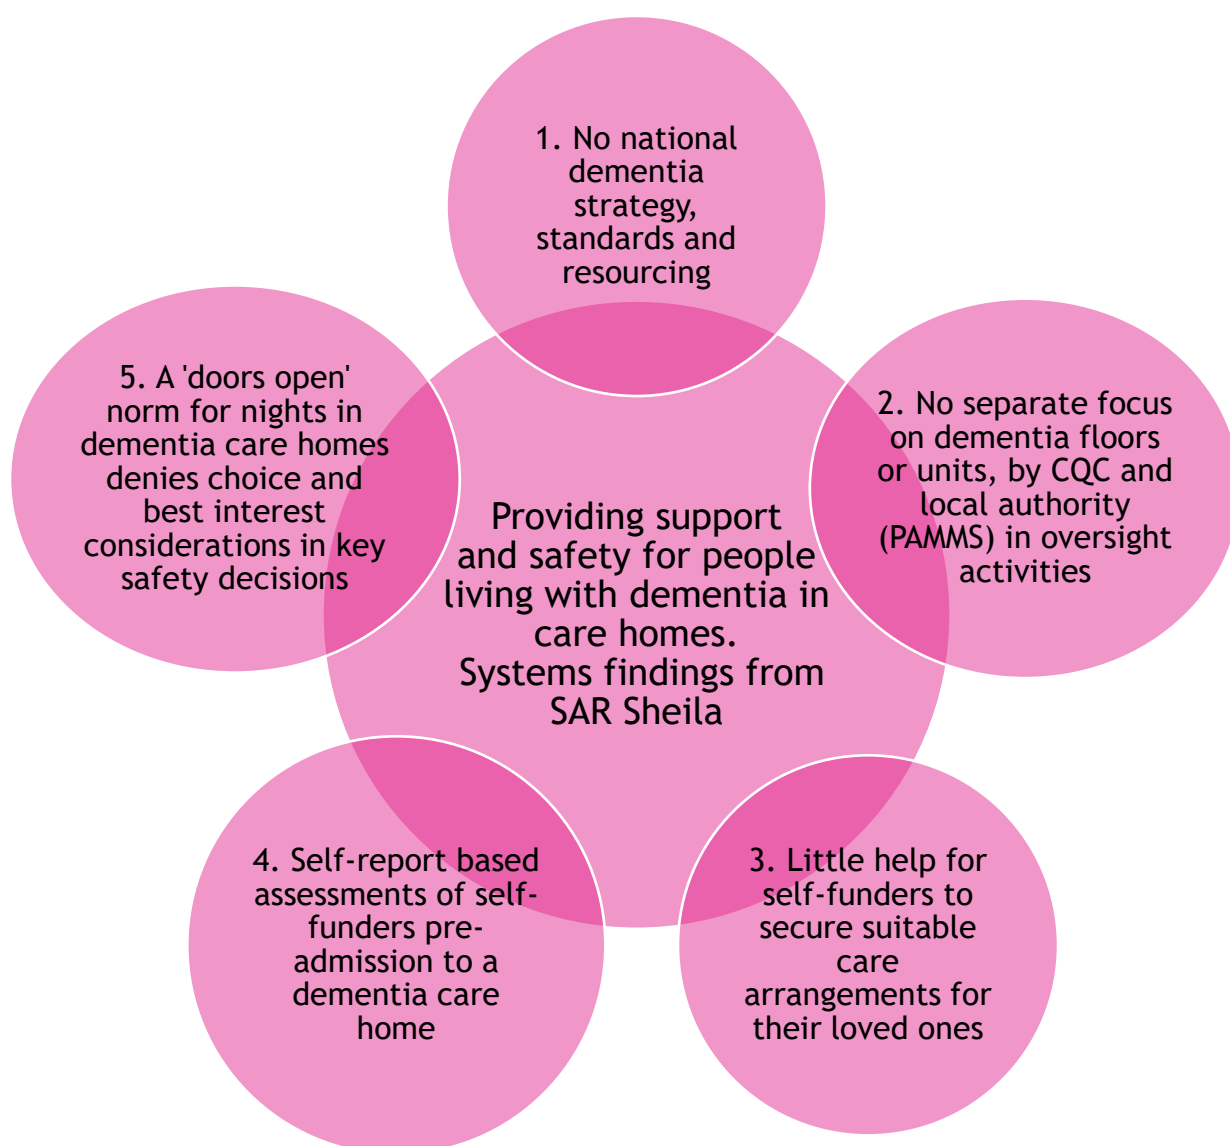 1. No national
dementia
strategy,
standards and
resourcing
2. No separate focus
on dementia floors
or units, by CQC and
local authority
(PAMMS) in oversight
activities
3. Little help for
self-funders to
secure suitable
care
arrangements for
their loved ones
4. Self-report based
assessments of self-
funders pre-
admission to a
dementia care
home
5. A 'doors open'
norm for nights in
dementia care homes
denies choice and
best interest
considerations in key
safety decisions
Providing support
and safety for people
living with dementia in
care homes.
Systems findings from
SAR Sheila